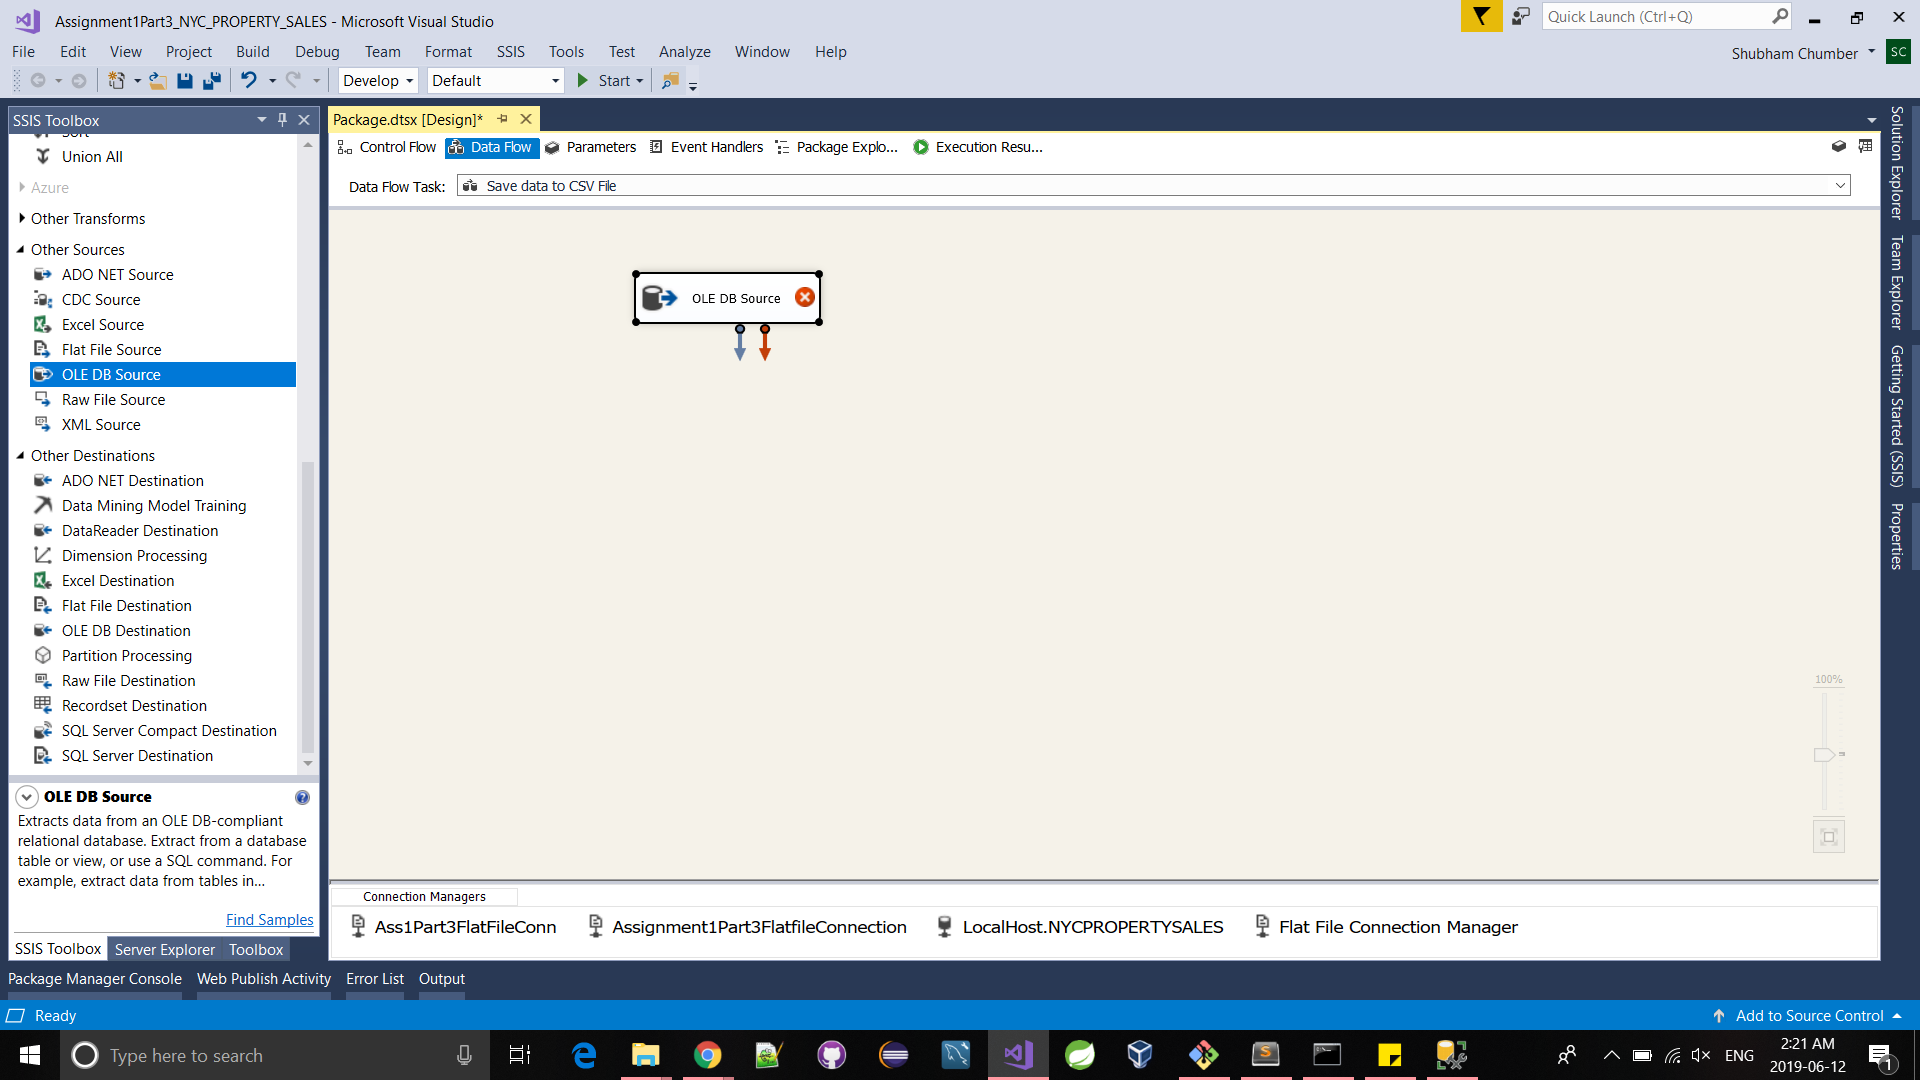 Assignment1Part3_NYC_PROPERTY_SALES - Microsoft Visual Studio
Quick Launch (Ctrl+Q)
File Edit View Project Build Debug Team Format SSIS Tools Test Analyze Window Help
Shubham Chumber
SC
Develop
Default
Start
SSIS Toolbox
Sort
Union All
Azure
Other Transforms
Other Sources
ADO NET Source
CDC Source
Excel Source
Flat File Source
OLE DB Source
Raw File Source
XML Source
Other Destinations
ADO NET Destination
Data Mining Model Training
DataReader Destination
Dimension Processing
Excel Destination
Flat File Destination
OLE DB Destination
Partition Processing
Raw File Destination
Recordset Destination
SQL Server Compact Destination
SQL Server Destination
OLE DB Source
Extracts data from an OLE DB-compliant
relational database. Extract from a database
table or view, or use a SQL command. For
example, extract data from tables in...
Find Samples
SSIS Toolbox Server Explorer Toolbox
Package.dtsx [Design]*
Control Flow Data Flow Parameters Event Handlers Package Explo... Execution Resu...
Data Flow Task: Save data to CSV File
OLE DB Source
100%
Connection Managers
Ass1Part3FlatFileConn Assignment1Part3FlatfileConnection LocalHost.NYCPROPERTYSALES Flat File Connection Manager
Solution Explorer
Team Explorer
Getting Started (SSIS)
Properties
Package Manager Console Web Publish Activity Error List Output
Ready
Add to Source Control
Type here to search
ENG
2:21 AM
2019-06-12
1